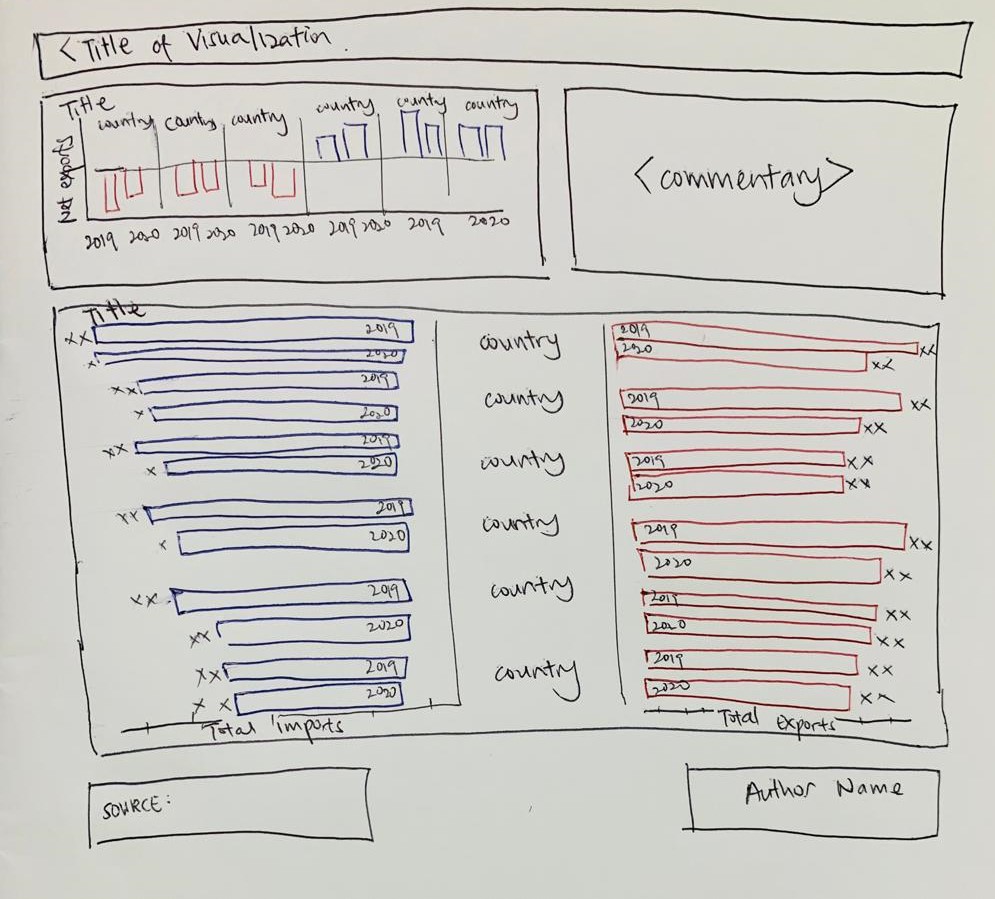 <Title of Visualization.
Title
country country country country country country
Net exports
2019 2020 2019 2020 2019 2020 2019 2020 2019 2020
<commentary>
Title
xx 2019 country 2019 xx
x 2020 2020 xx
xx 2019 country 2019 xx
x 2020 2020 xx
xx 2019 country 2019 xx
x 2020 2020 xx
xx 2019 country 2019 xx
x 2020 2020 xx
xx 2019 country 2019 xx
xx 2020 2020 xx
xx 2019 country 2019 xx
x x 2020 2020 xx
Total imports Total Exports
SOURCE:
Author Name